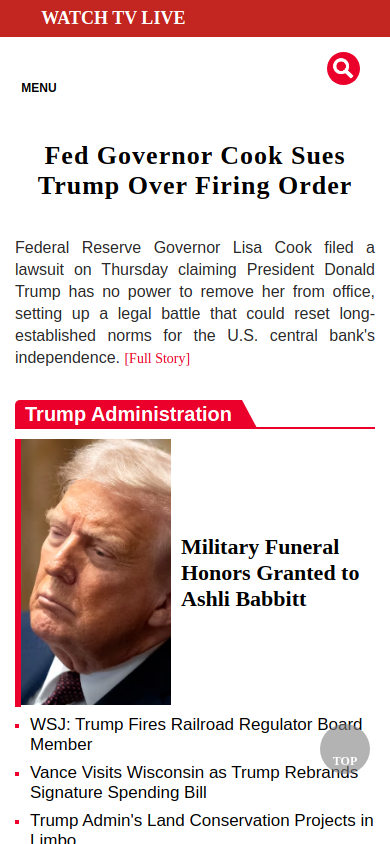 WATCH TV LIVE
MENU
Fed Governor Cook Sues
Trump Over Firing Order
Federal Reserve Governor Lisa Cook filed a
lawsuit on Thursday claiming President Donald
Trump has no power to remove her from office,
setting up a legal battle that could reset long-
established norms for the U.S. central bank's
independence. [Full Story]
Trump Administration
Military Funeral
Honors Granted to
Ashli Babbitt
WSJ: Trump Fires Railroad Regulator Board
Member
Vance Visits Wisconsin as Trump Rebrands
Signature Spending Bill
TOP
Trump Admin's Land Conservation Projects in
Limbo